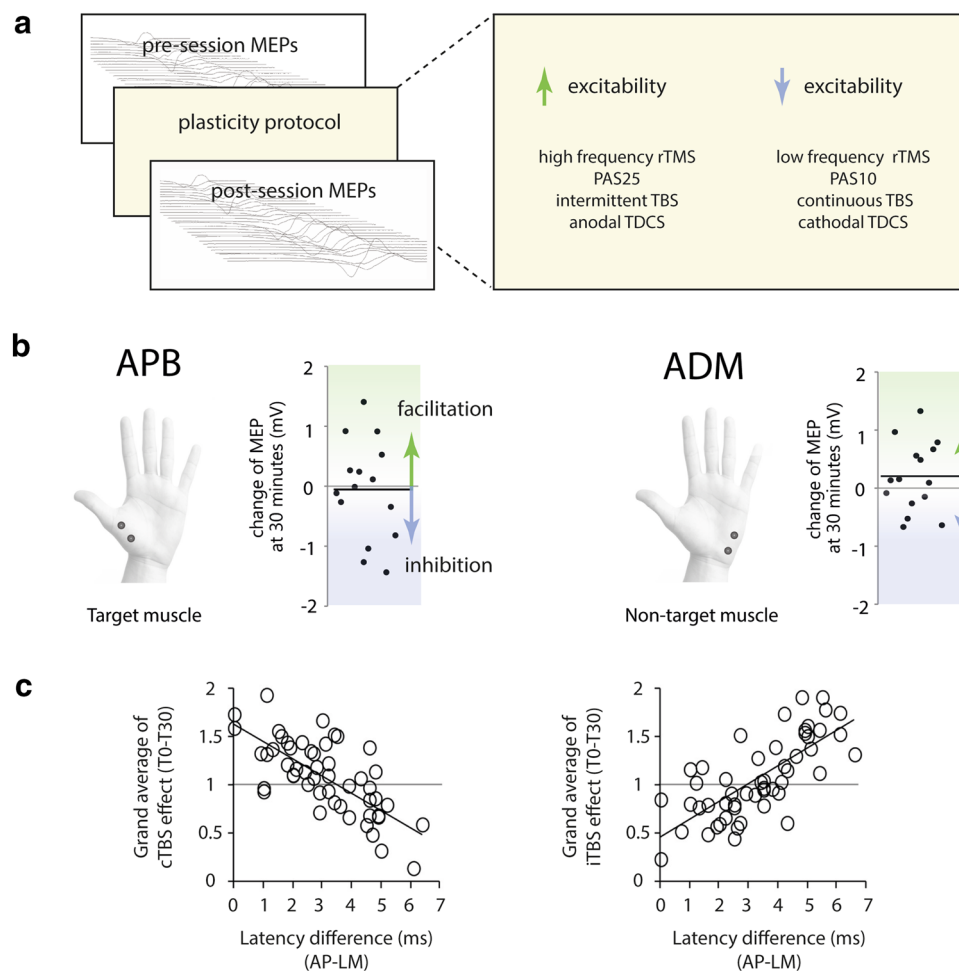 a
pre-session MEPs
plasticity protocol
post-session MEPs
excitability
high frequency rTMS
PAS25
intermittent TBS
anodal TDCS
excitability
low frequency rTMS
PAS10
continuous TBS
cathodal TDCS
b
APB
Target muscle
change of MEP
at 30 minutes (mV)
2
1
0
-1
-2
facilitation
inhibition
ADM
Non-target muscle
change of MEP
at 30 minutes (mV)
2
1
0
-1
-2
c
Grand average of
cTBS effect (T0-T30)
2
1.5
1
0.5
0
0 1 2 3 4 5 6 7
Latency difference (ms)
(AP-LM)
Grand average of
iTBS effect (T0-T30)
2
1.5
1
0.5
0
0 1 2 3 4 5 6 7
Latency difference (ms)
(AP-LM)